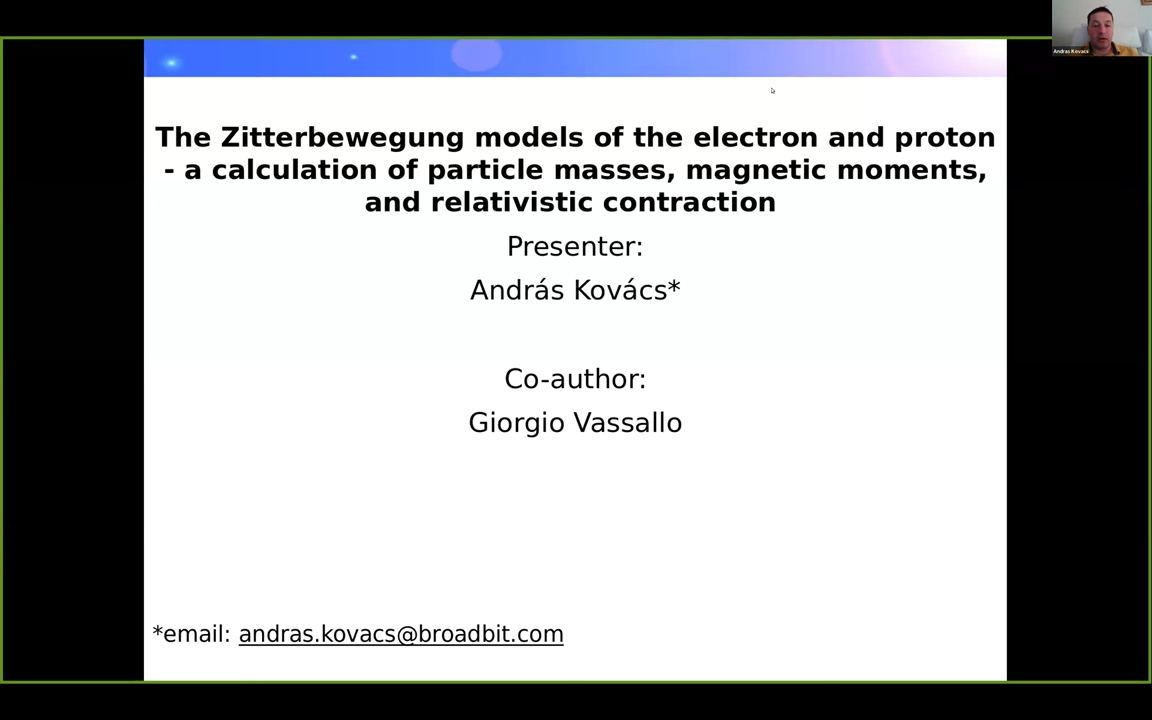 Andras Kovacs
The Zitterbewegung models of the electron and proton
- a calculation of particle masses, magnetic moments,
and relativistic contraction
Presenter:
András Kovács*
Co-author:
Giorgio Vassallo
*email: andras.kovacs@broadbit.com